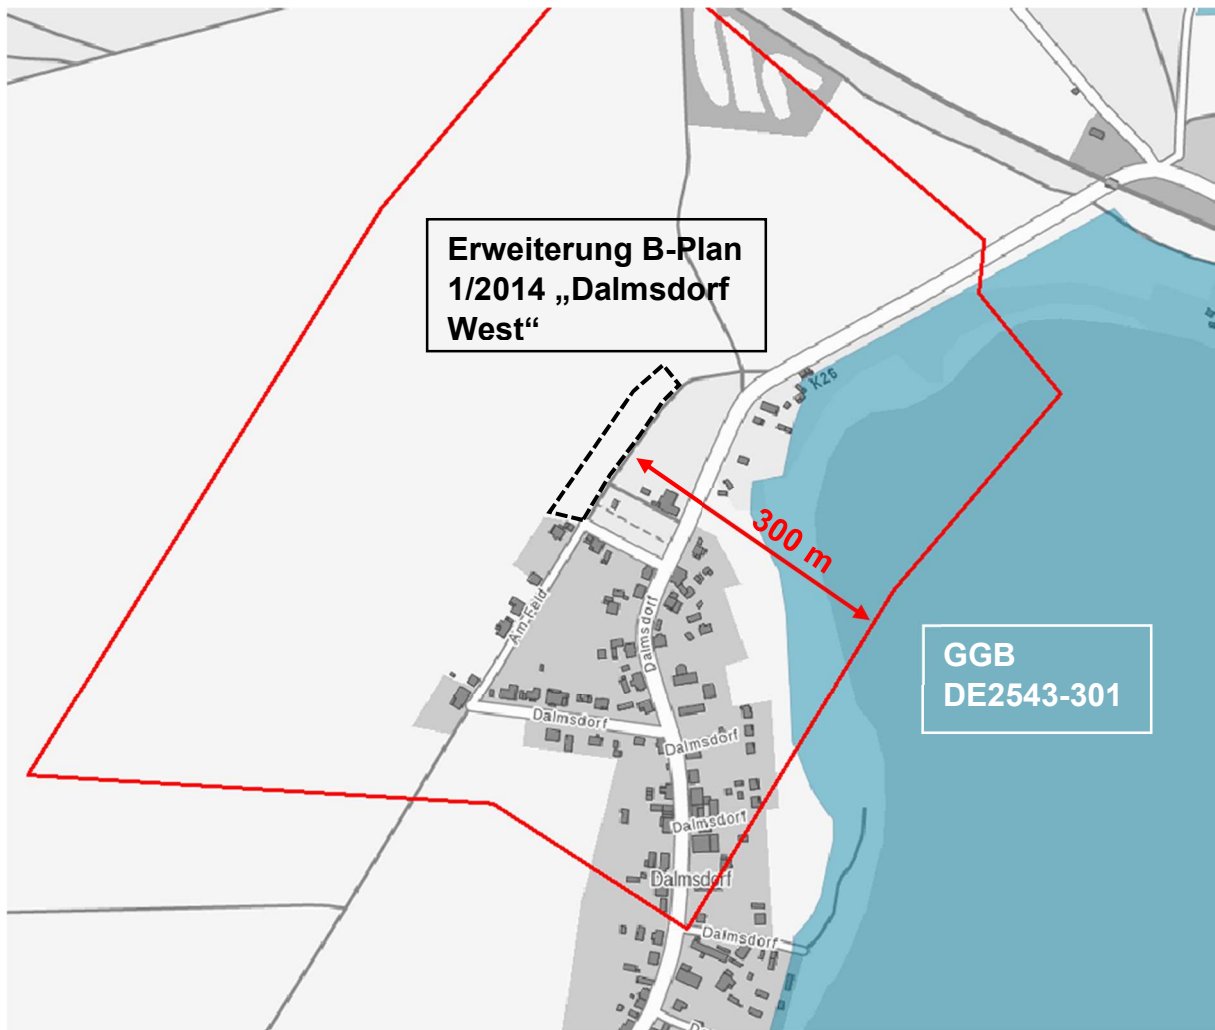 Erweiterung B-Plan
1/2014 „Dalmsdorf
West“
K26
300 m
Dalmsdorf
Am Feld
GGB
DE2543-301
Dalmsdorf
Dalmsdorf
Dalmsdorf
Dalmsdorf
Dalmsdorf